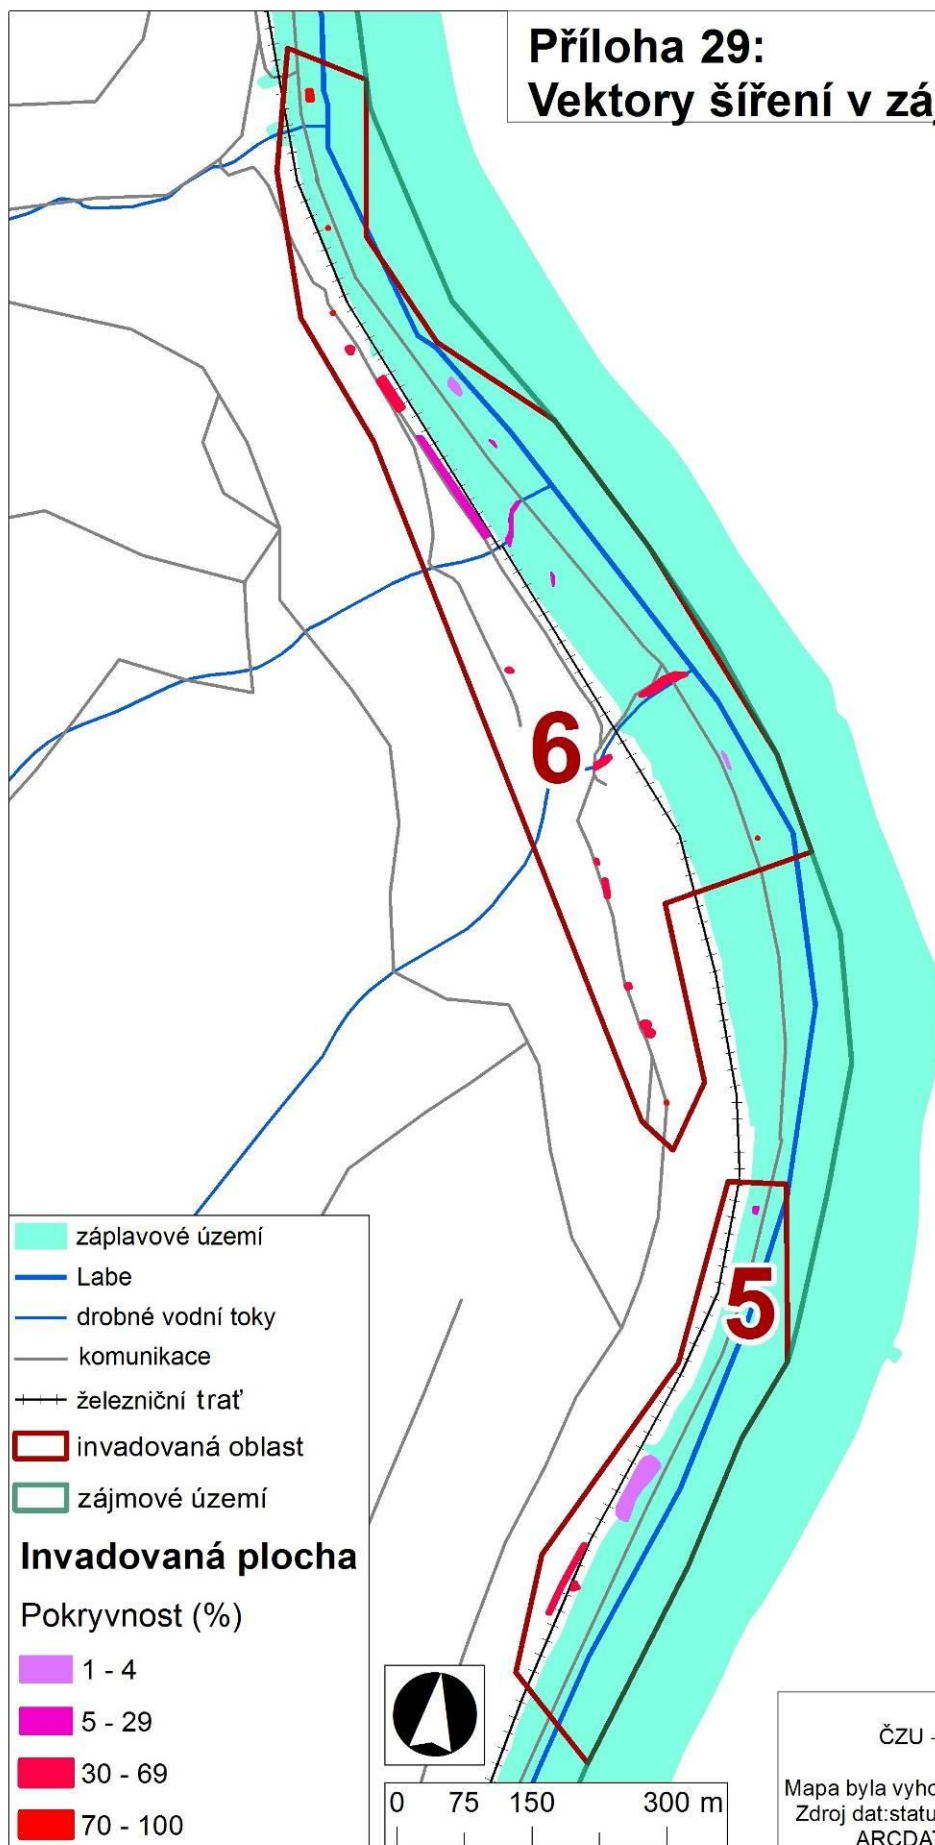 Příloha 29:
Vektory šíření v záj
6
5
záplavové území
Labe
drobné vodní toky
komunikace
železniční trať
invadovaná oblast
zájmové území
Invadovaná plocha
Pokryvnost (%)
1 - 4
5 - 29
30 - 69
70 - 100
0 75 150 300 m
ČZU -
Mapa byla vyho
Zdroj dat:statu
ARCDAT